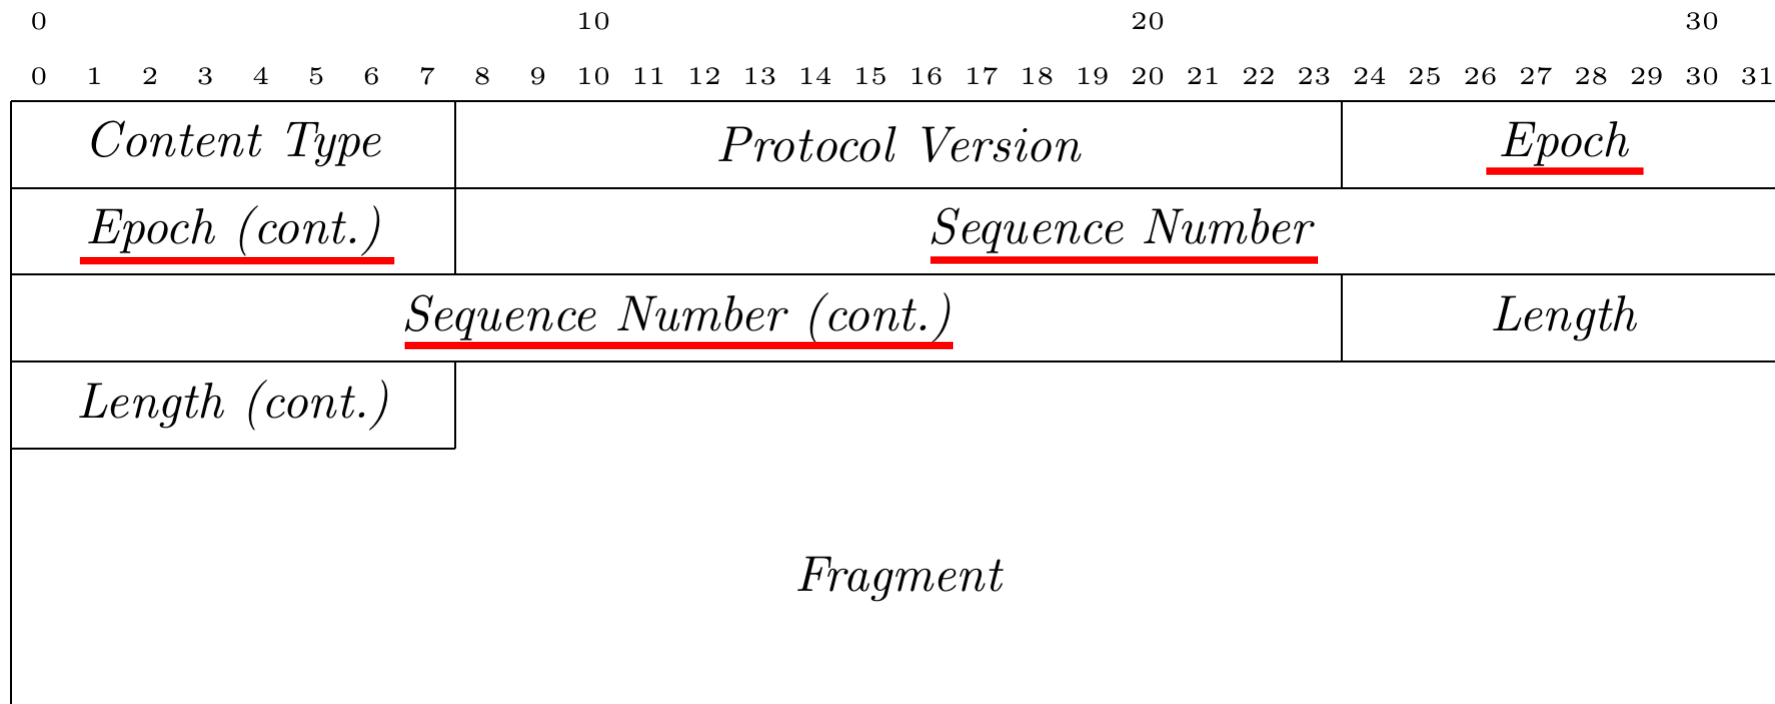 0 10 20 30
0 1 2 3 4 5 6 7 8 9 10 11 12 13 14 15 16 17 18 19 20 21 22 23 24 25 26 27 28 29 30 31
Content Type Protocol Version Epoch
Epoch (cont.) Sequence Number
Sequence Number (cont.) Length
Length (cont.)
Fragment